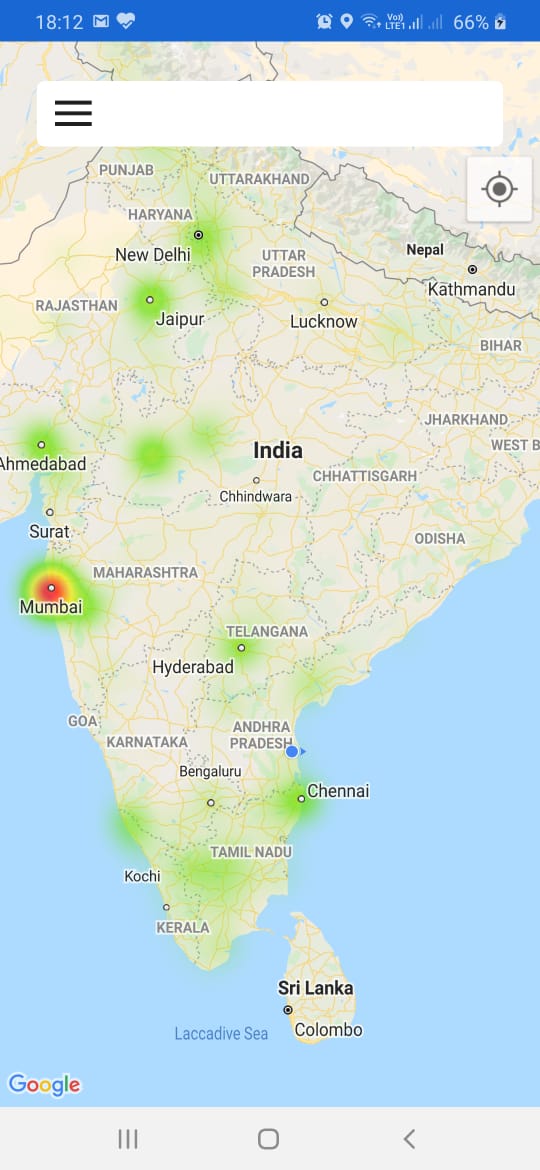 18:12
Vo)) LTE1 66%
PUNJAB
UTTARAKHAND
HARYANA
New Delhi
Nepal
UTTAR
PRADESH
Kathmandu
RAJASTHAN
Jaipur
Lucknow
BIHAR
JHARKHAND
WEST B
India
Ahmedabad
CHHATTISGARH
Chhindwara
Surat
ODISHA
MAHARASHTRA
Mumbai
TELANGANA
Hyderabad
GOA
ANDHRA
PRADESH
KARNATAKA
Bengaluru
Chennai
TAMIL NADU
Kochi
KERALA
Sri Lanka
Colombo
Laccadive Sea
Google